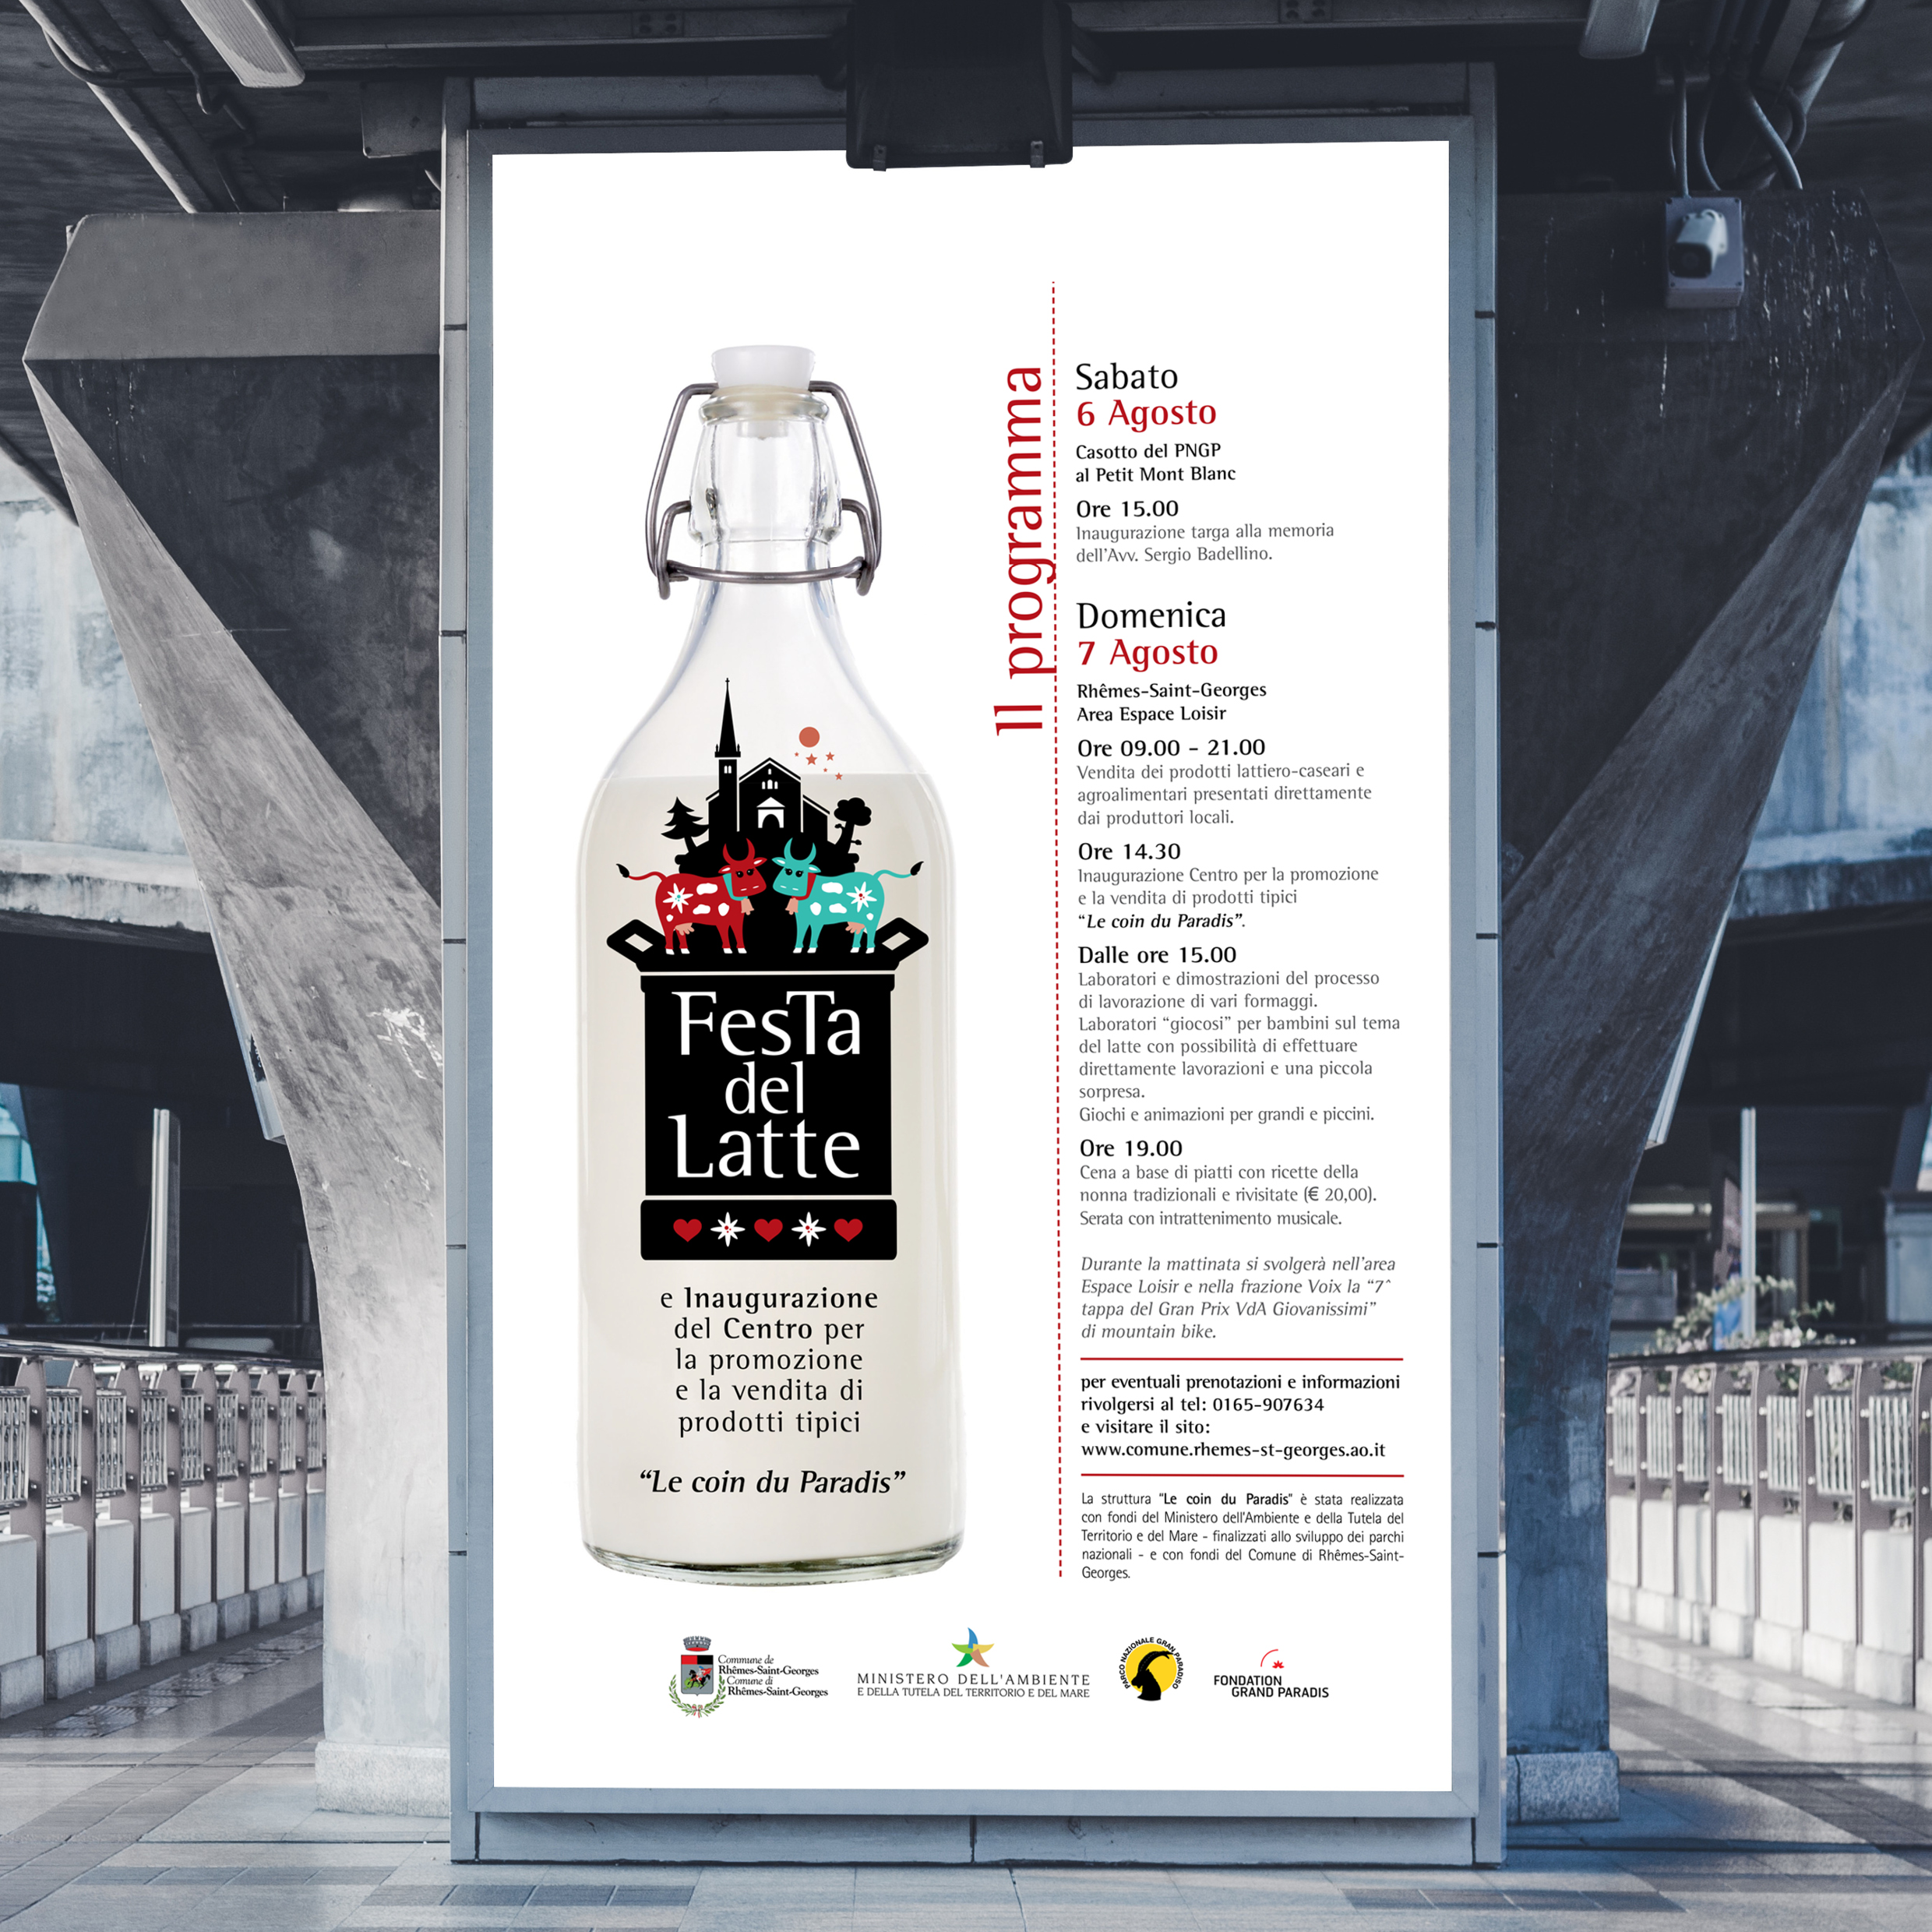 FesTa
del
Latte
e Inaugurazione
del Centro per
la promozione
e la vendita di
prodotti tipici
“Le coin du Paradis”
Il programma
Sabato
6 Agosto
Casotto del PNGP
al Petit Mont Blanc
Ore 15.00
Inaugurazione targa alla memoria
dell'Avv. Sergio Badellino.
Domenica
7 Agosto
Rhêmes-Saint-Georges
Area Espace Loisir
Ore 09.00 - 21.00
Vendita dei prodotti lattiero-caseari e
agroalimentari presentati direttamente
dai produttori locali.
Ore 14.30
Inaugurazione Centro per la promozione
e la vendita di prodotti tipici
“Le coin du Paradis”.
Dalle ore 15.00
Laboratori e dimostrazioni del processo
di lavorazione di vari formaggi.
Laboratori “giocosi” per bambini sul tema
del latte con possibilità di effettuare
direttamente lavorazioni e una piccola
sorpresa.
Giochi e animazioni per grandi e piccini.
Ore 19.00
Cena a base di piatti con ricette della
nonna tradizionali e rivisitate (€ 20,00).
Serata con intrattenimento musicale.
Durante la mattinata si svolgerà nell'area
Espace Loisir e nella frazione Voix la “7^
tappa del Gran Prix VdA Giovanissimi”
di mountain bike.
per eventuali prenotazioni e informazioni
rivolgersi al tel: 0165-907634
e visitare il sito:
www.comune.rhemes-st-georges.ao.it
La struttura "Le coin du Paradis" è stata realizzata
con fondi del Ministero dell'Ambiente e della Tutela del
Territorio e del Mare - finalizzati allo sviluppo dei parchi
nazionali - e con fondi del Comune di Rhêmes-Saint-
Georges.
Commune de
Rhêmes-Saint-Georges
Comune di
Rhêmes-Saint-Georges
MINISTERO DELL'AMBIENTE
E DELLA TUTELA DEL TERRITORIO E DEL MARE
PARCO NAZIONALE GRAN PARADISO
FONDATION
GRAND PARADIS